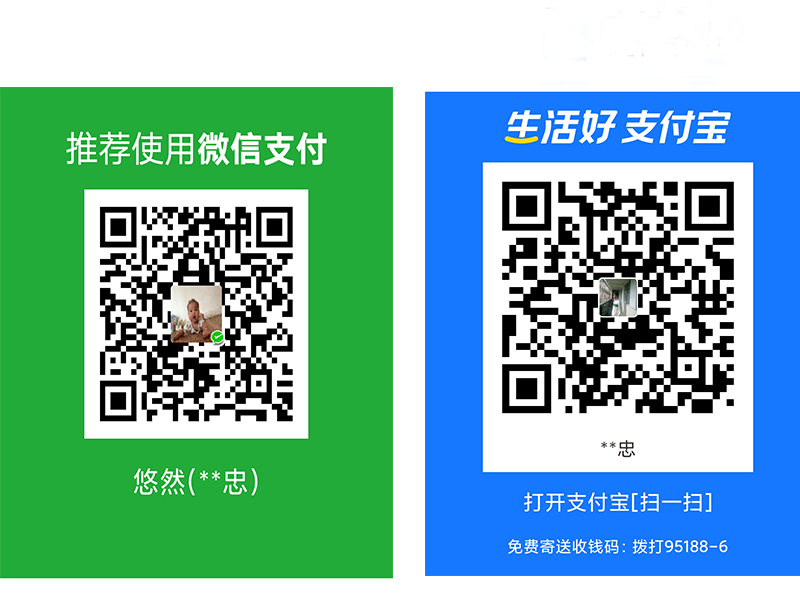 推荐使用微信支付
悠然(**忠)
生活好 支付宝
**忠
打开支付宝[扫一扫]
免费寄送收钱码：拨打95188-6